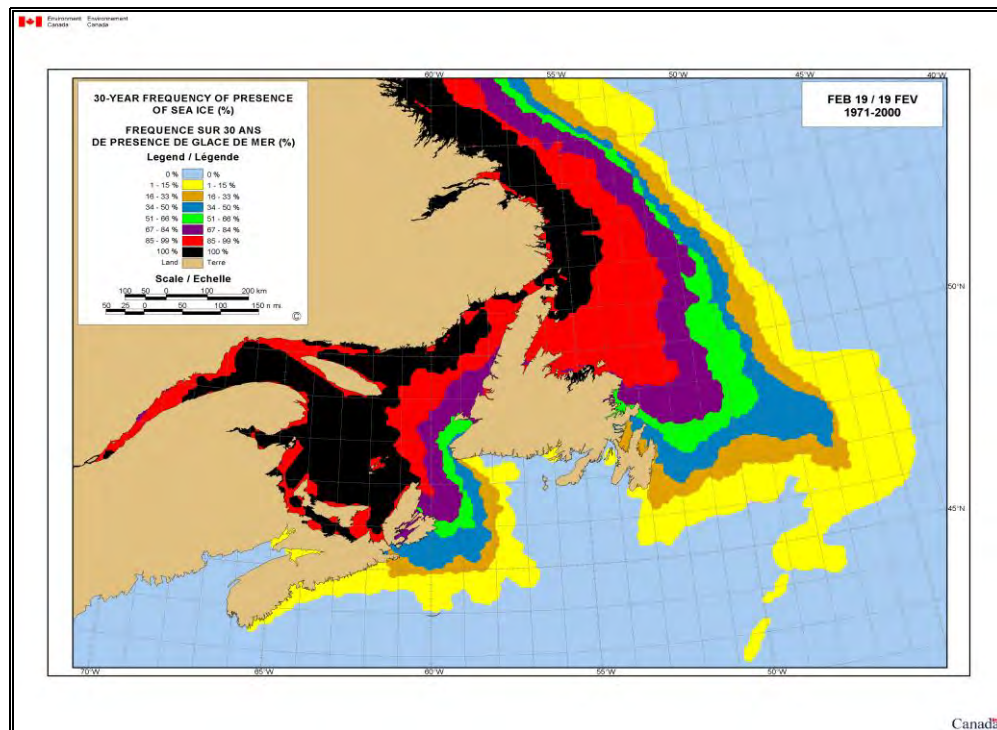 Environment Environnement
Canada Canada
60°W 55°W 50°W 45°W 40°W
30-YEAR FREQUENCY OF PRESENCE
OF SEA ICE (%)
FREQUENCE SUR 30 ANS
DE PRESENCE DE GLACE DE MER (%)
Legend / Légende
0 % 0 %
1 - 15 % 1 - 15 %
16 - 33 % 16 - 33 %
34 - 50 % 34 - 50 %
51 - 66 % 51 - 66 %
67 - 84 % 67 - 84 %
85 - 99 % 85 - 99 %
100 % 100 %
Land Terre
Scale / Echelle
100 50 0 100 200 km
50 25 0 50 100 150 n mi.
©
FEB 19 / 19 FEV
1971-2000
50°N
45°N
70°W 65°W 60°W 55°W 50°W
Canada